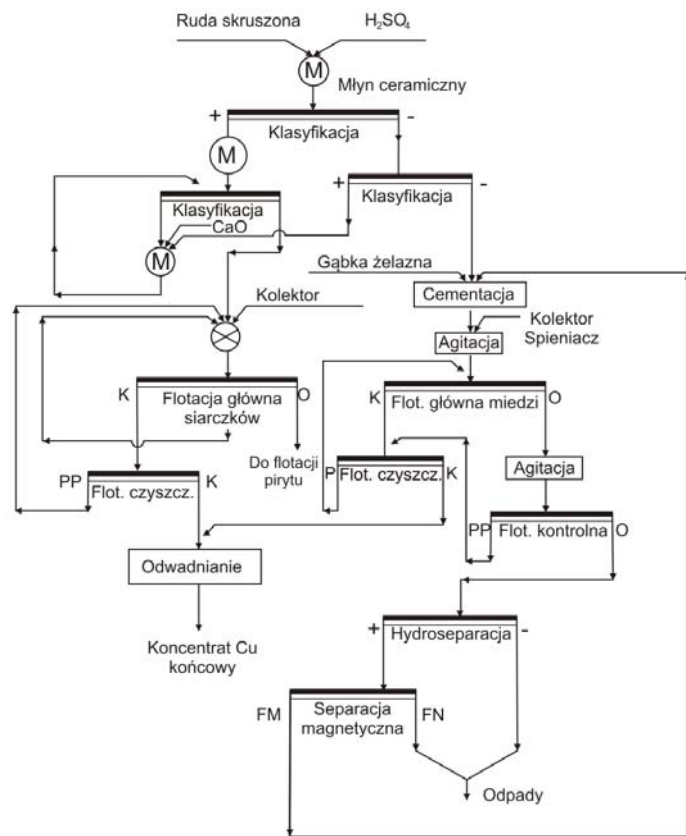 Ruda skruszona
H₂SO₄
M
Młyn ceramiczny
+
-
Klasyfikacja
M
+
-
Klasyfikacja
Klasyfikacja
CaO
M
Gąbka żelazna
Cementacja
Kolektor
Kolektor
Spieniacz
Agitacja
K
O
Flotacja główna
siarczków
K
O
Flot. główna miedzi
Do flotacji
pirytu
Agitacja
PP
K
Flot. czyszcz.
P
K
Flot. czyszcz.
PP
O
Flot. kontrolna
Odwadnianie
Koncentrat Cu
końcowy
+
-
Hydroseparacja
FM
FN
Separacja
magnetyczna
Odpady